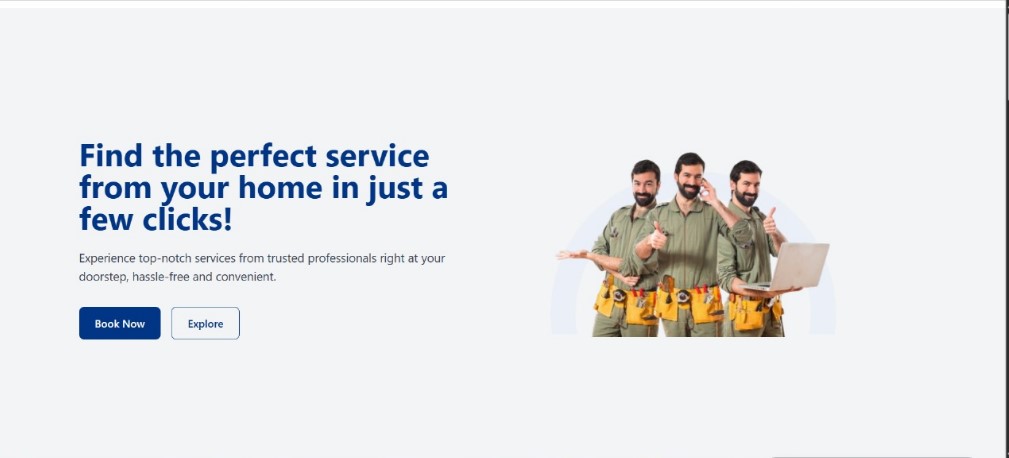 Find the perfect service
from your home in just a
few clicks!
Experience top-notch services from trusted professionals right at your
doorstep, hassle-free and convenient.
Book Now
Explore